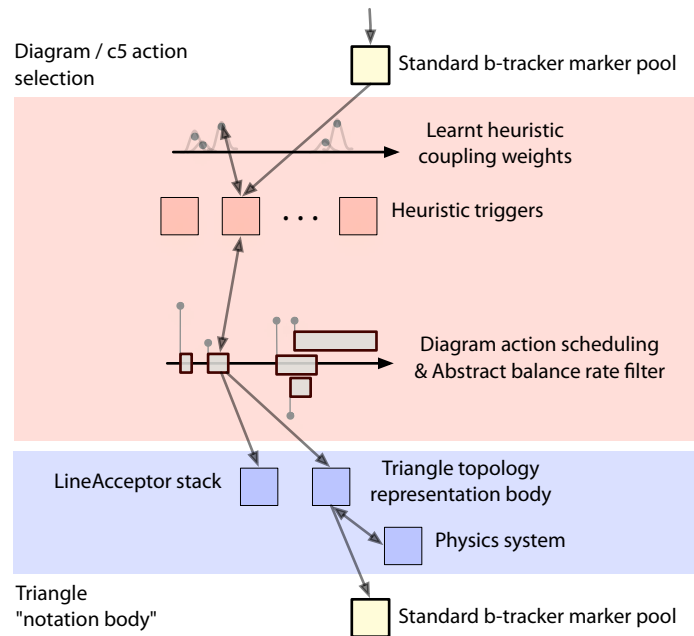 Diagram / c5 action
selection
Standard b-tracker marker pool
Learnt heuristic
coupling weights
Heuristic triggers
Diagram action scheduling
& Abstract balance rate filter
LineAcceptor stack
Triangle topology
representation body
Physics system
Triangle
"notation body"
Standard b-tracker marker pool